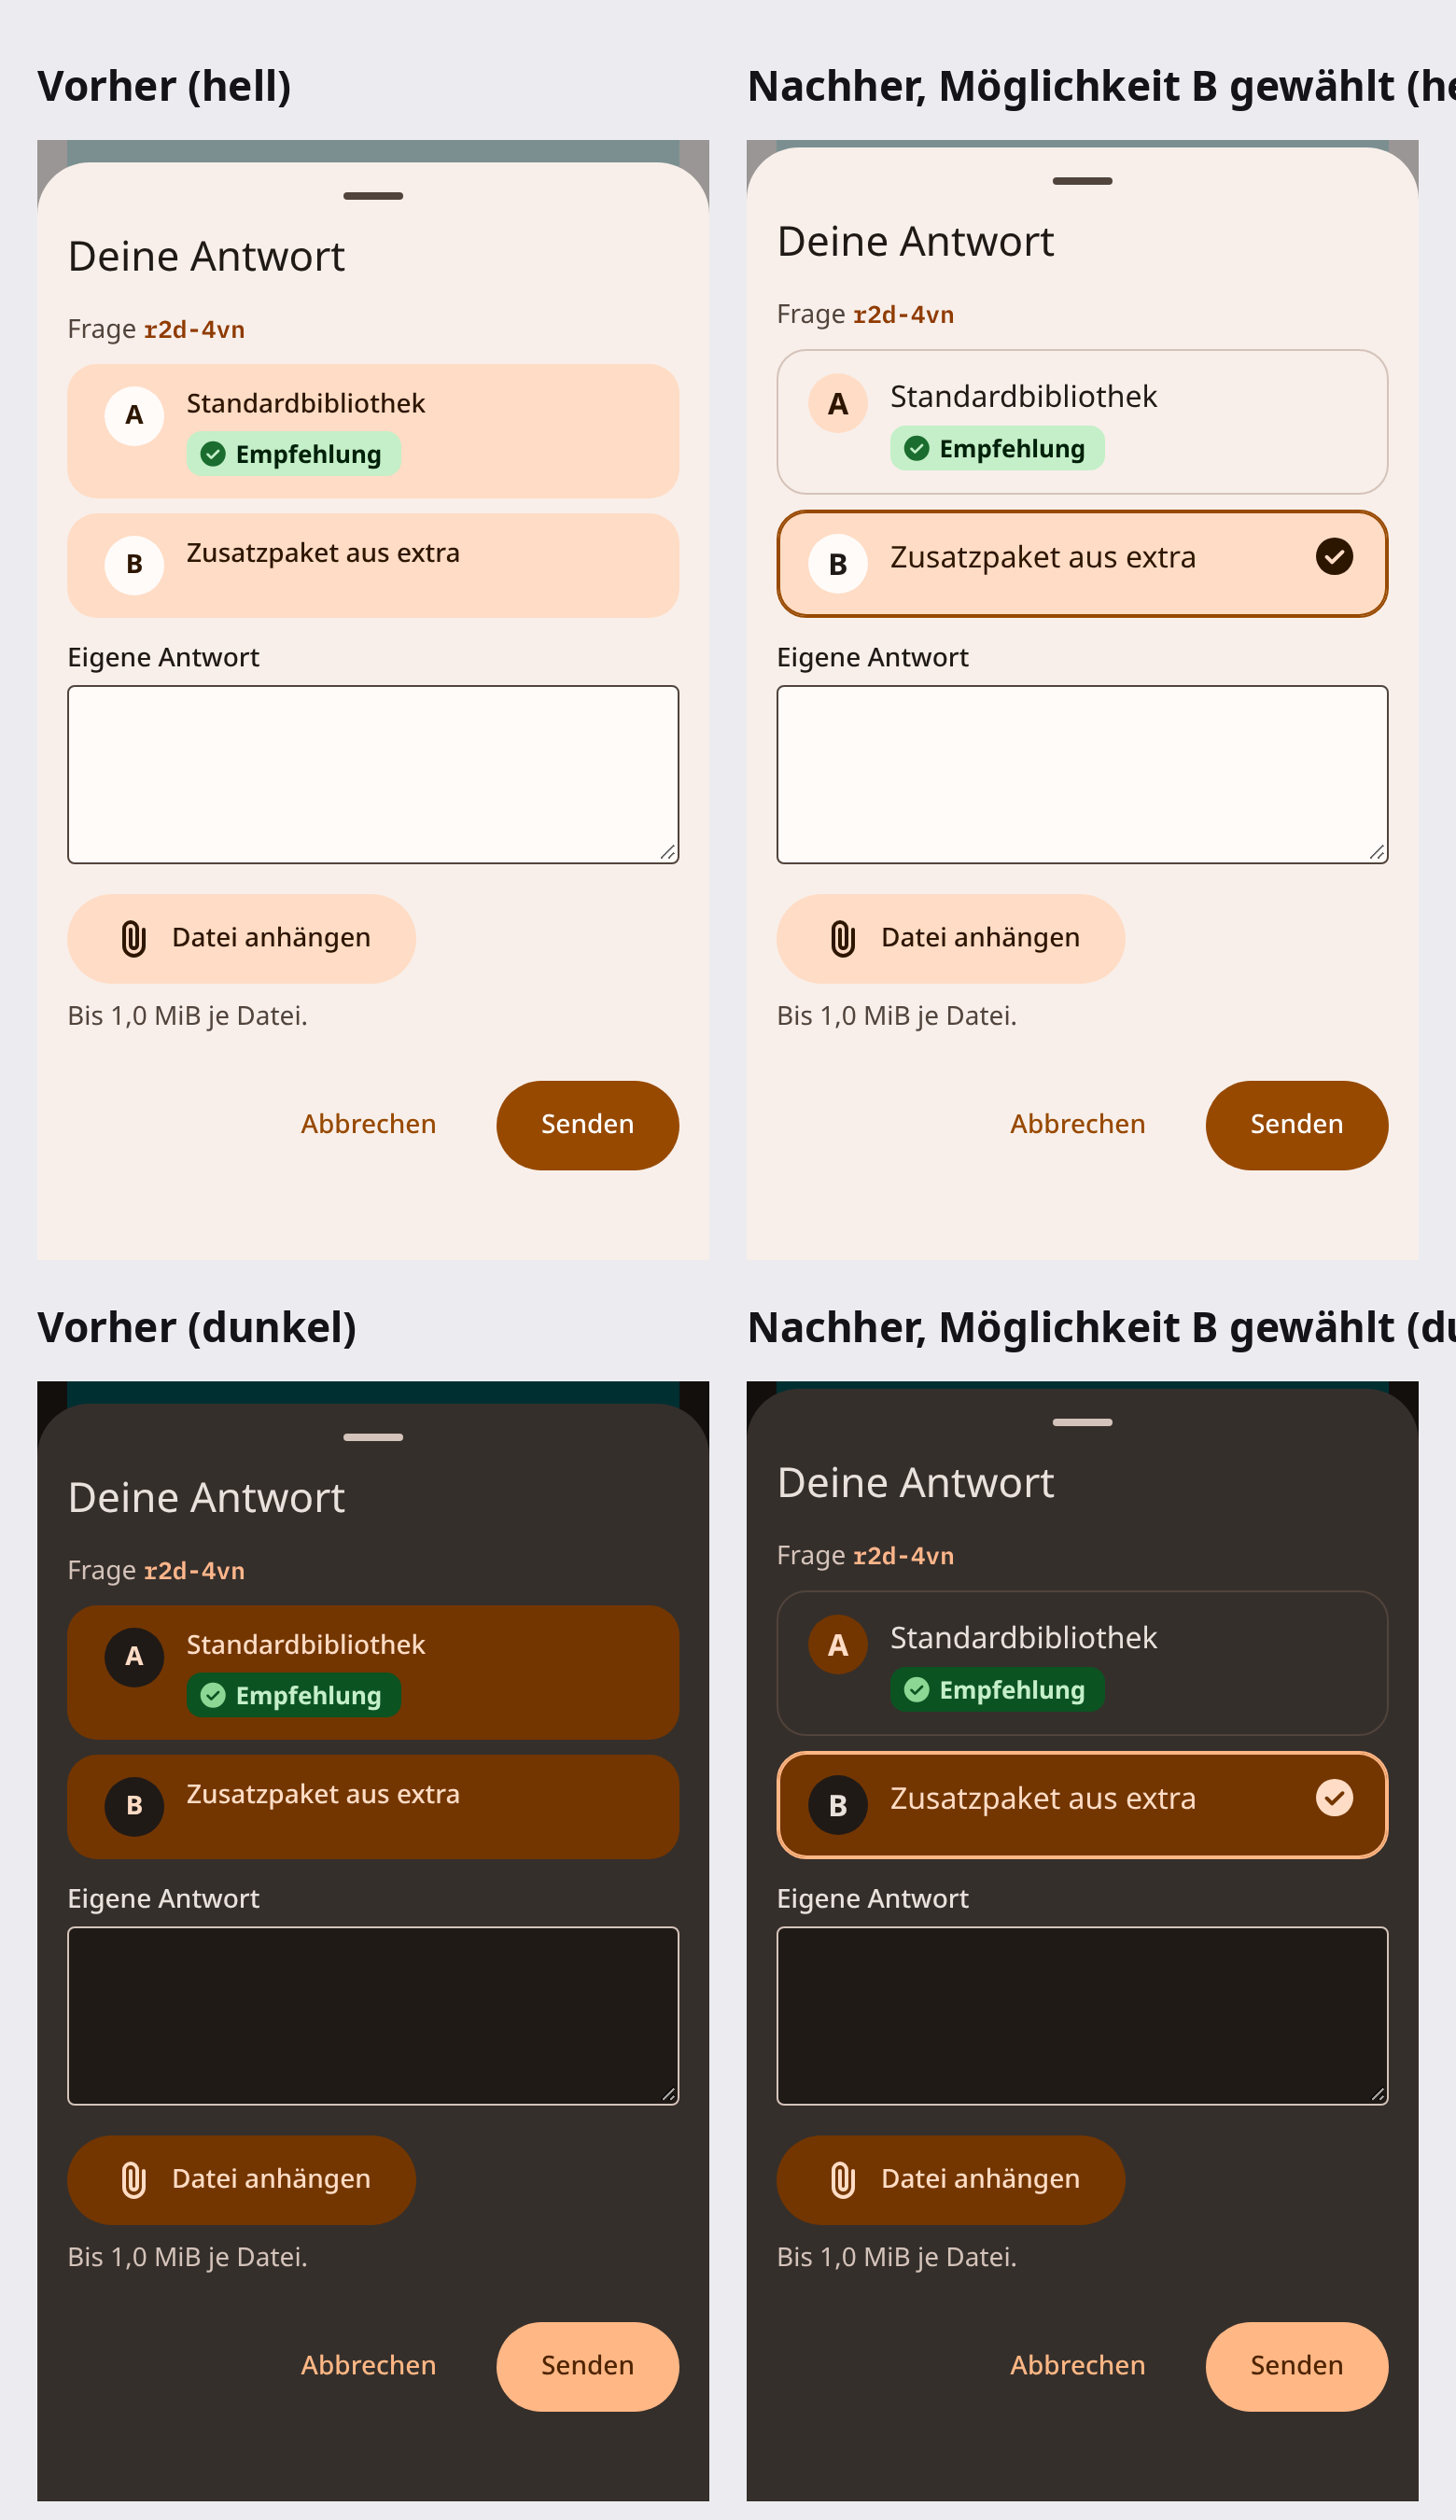 Vorher (hell)
Deine Antwort
Frage r2d-4vn
A
Standardbibliothek
Empfehlung
B
Zusatzpaket aus extra
Eigene Antwort
Datei anhängen
Bis 1,0 MiB je Datei.
Abbrechen
Senden
Nachher, Möglichkeit B gewählt (he
Deine Antwort
Frage r2d-4vn
A
Standardbibliothek
Empfehlung
B
Zusatzpaket aus extra
Eigene Antwort
Datei anhängen
Bis 1,0 MiB je Datei.
Abbrechen
Senden
Vorher (dunkel)
Deine Antwort
Frage r2d-4vn
A
Standardbibliothek
Empfehlung
B
Zusatzpaket aus extra
Eigene Antwort
Datei anhängen
Bis 1,0 MiB je Datei.
Abbrechen
Senden
Nachher, Möglichkeit B gewählt (du
Deine Antwort
Frage r2d-4vn
A
Standardbibliothek
Empfehlung
B
Zusatzpaket aus extra
Eigene Antwort
Datei anhängen
Bis 1,0 MiB je Datei.
Abbrechen
Senden